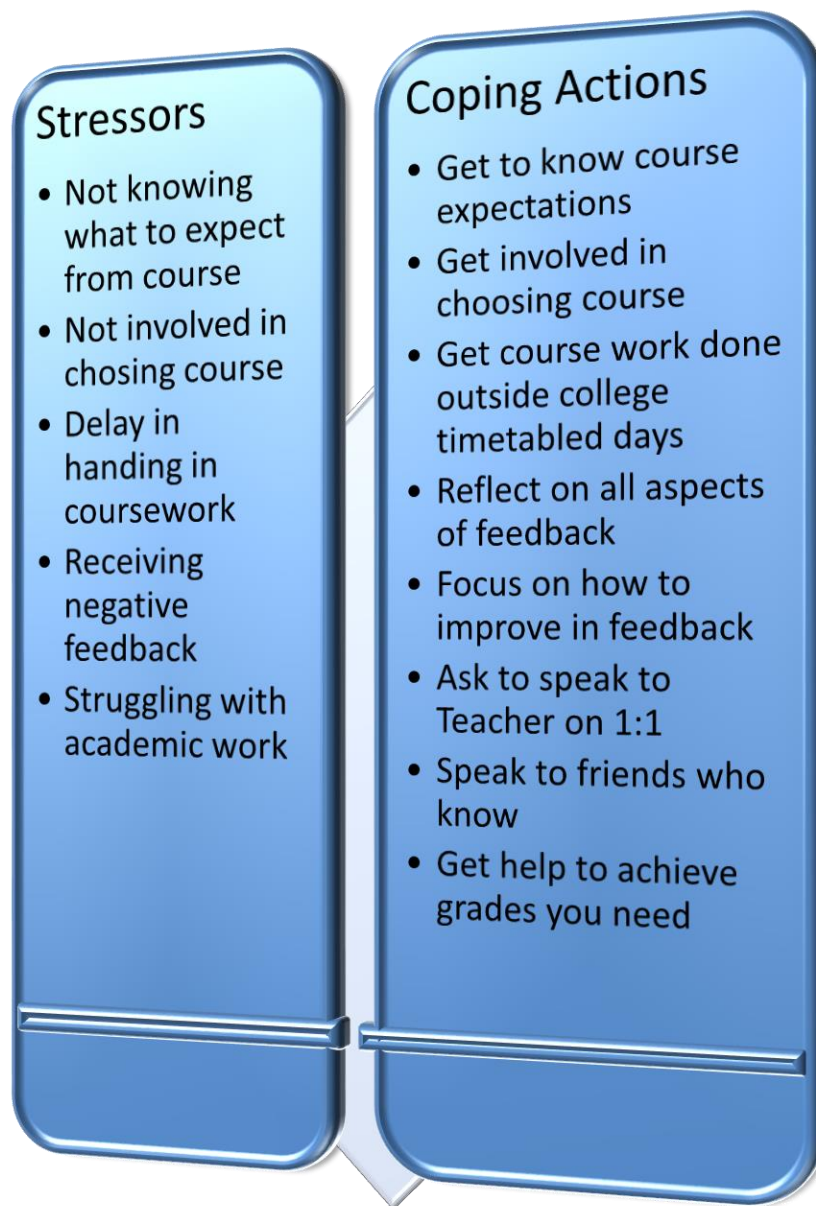 Stressors
• Not knowing
what to expect
from course
• Not involved in
chosing course
• Delay in
handing in
coursework
• Receiving
negative
feedback
• Struggling with
academic work
Coping Actions
• Get to know course
expectations
• Get involved in
choosing course
• Get course work done
outside college
timetabled days
• Reflect on all aspects
of feedback
• Focus on how to
improve in feedback
• Ask to speak to
Teacher on 1:1
• Speak to friends who
know
• Get help to achieve
grades you need